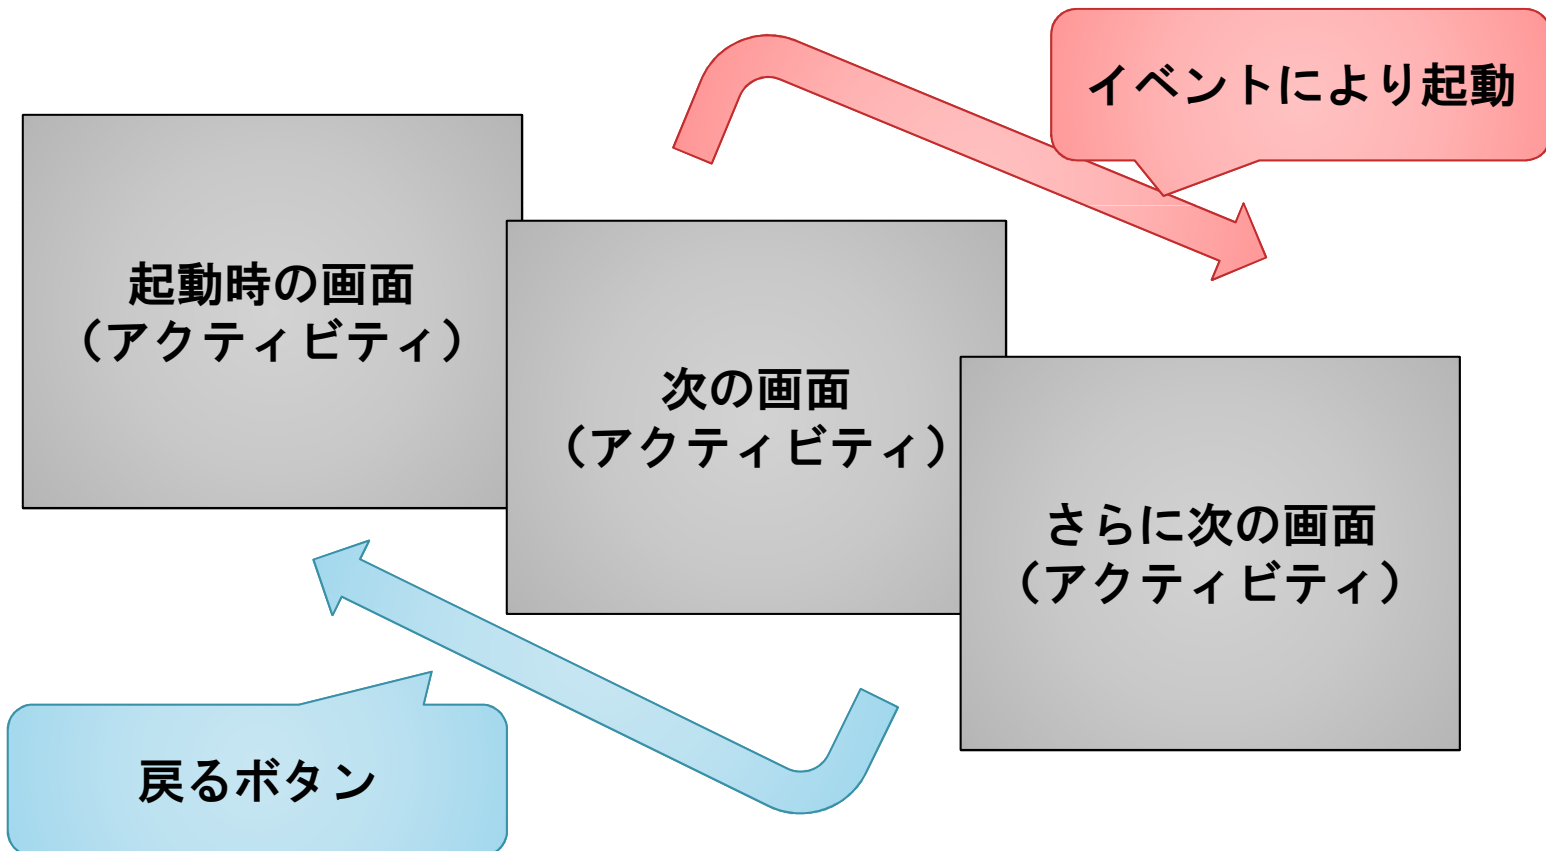 イベントにより起動
起動時の画面
（アクティビティ）
次の画面
（アクティビティ）
さらに次の画面
（アクティビティ）
戻るボタン